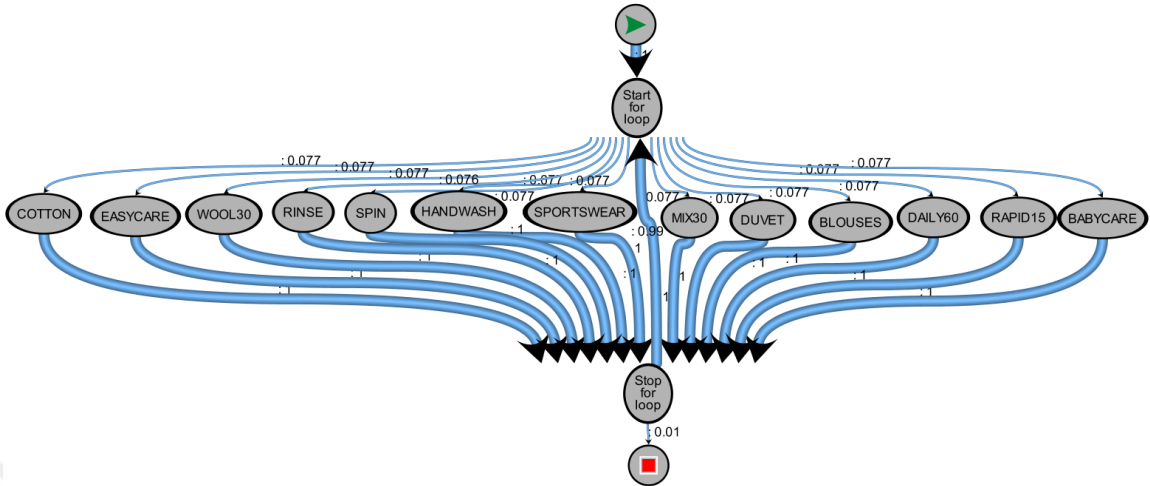 : 1
Start
for
loop
: 0.077
: 0.077
: 0.077
: 0.076
: 0.077
: 0.077
: 0.077
0.077
: 0.077
: 0.077
: 0.077
: 0.077
: 0.077
COTTON
EASYCARE
WOOL30
RINSE
SPIN
HANDWASH
SPORTSWEAR
MIX30
DUVET
BLOUSES
DAILY60
RAPID15
BABYCARE
: 0.99
: 1
: 1
: 1
: 1
: 1
: 1
1
1
1
: 1
: 1
: 1
: 1
Stop
for
loop
: 0.01